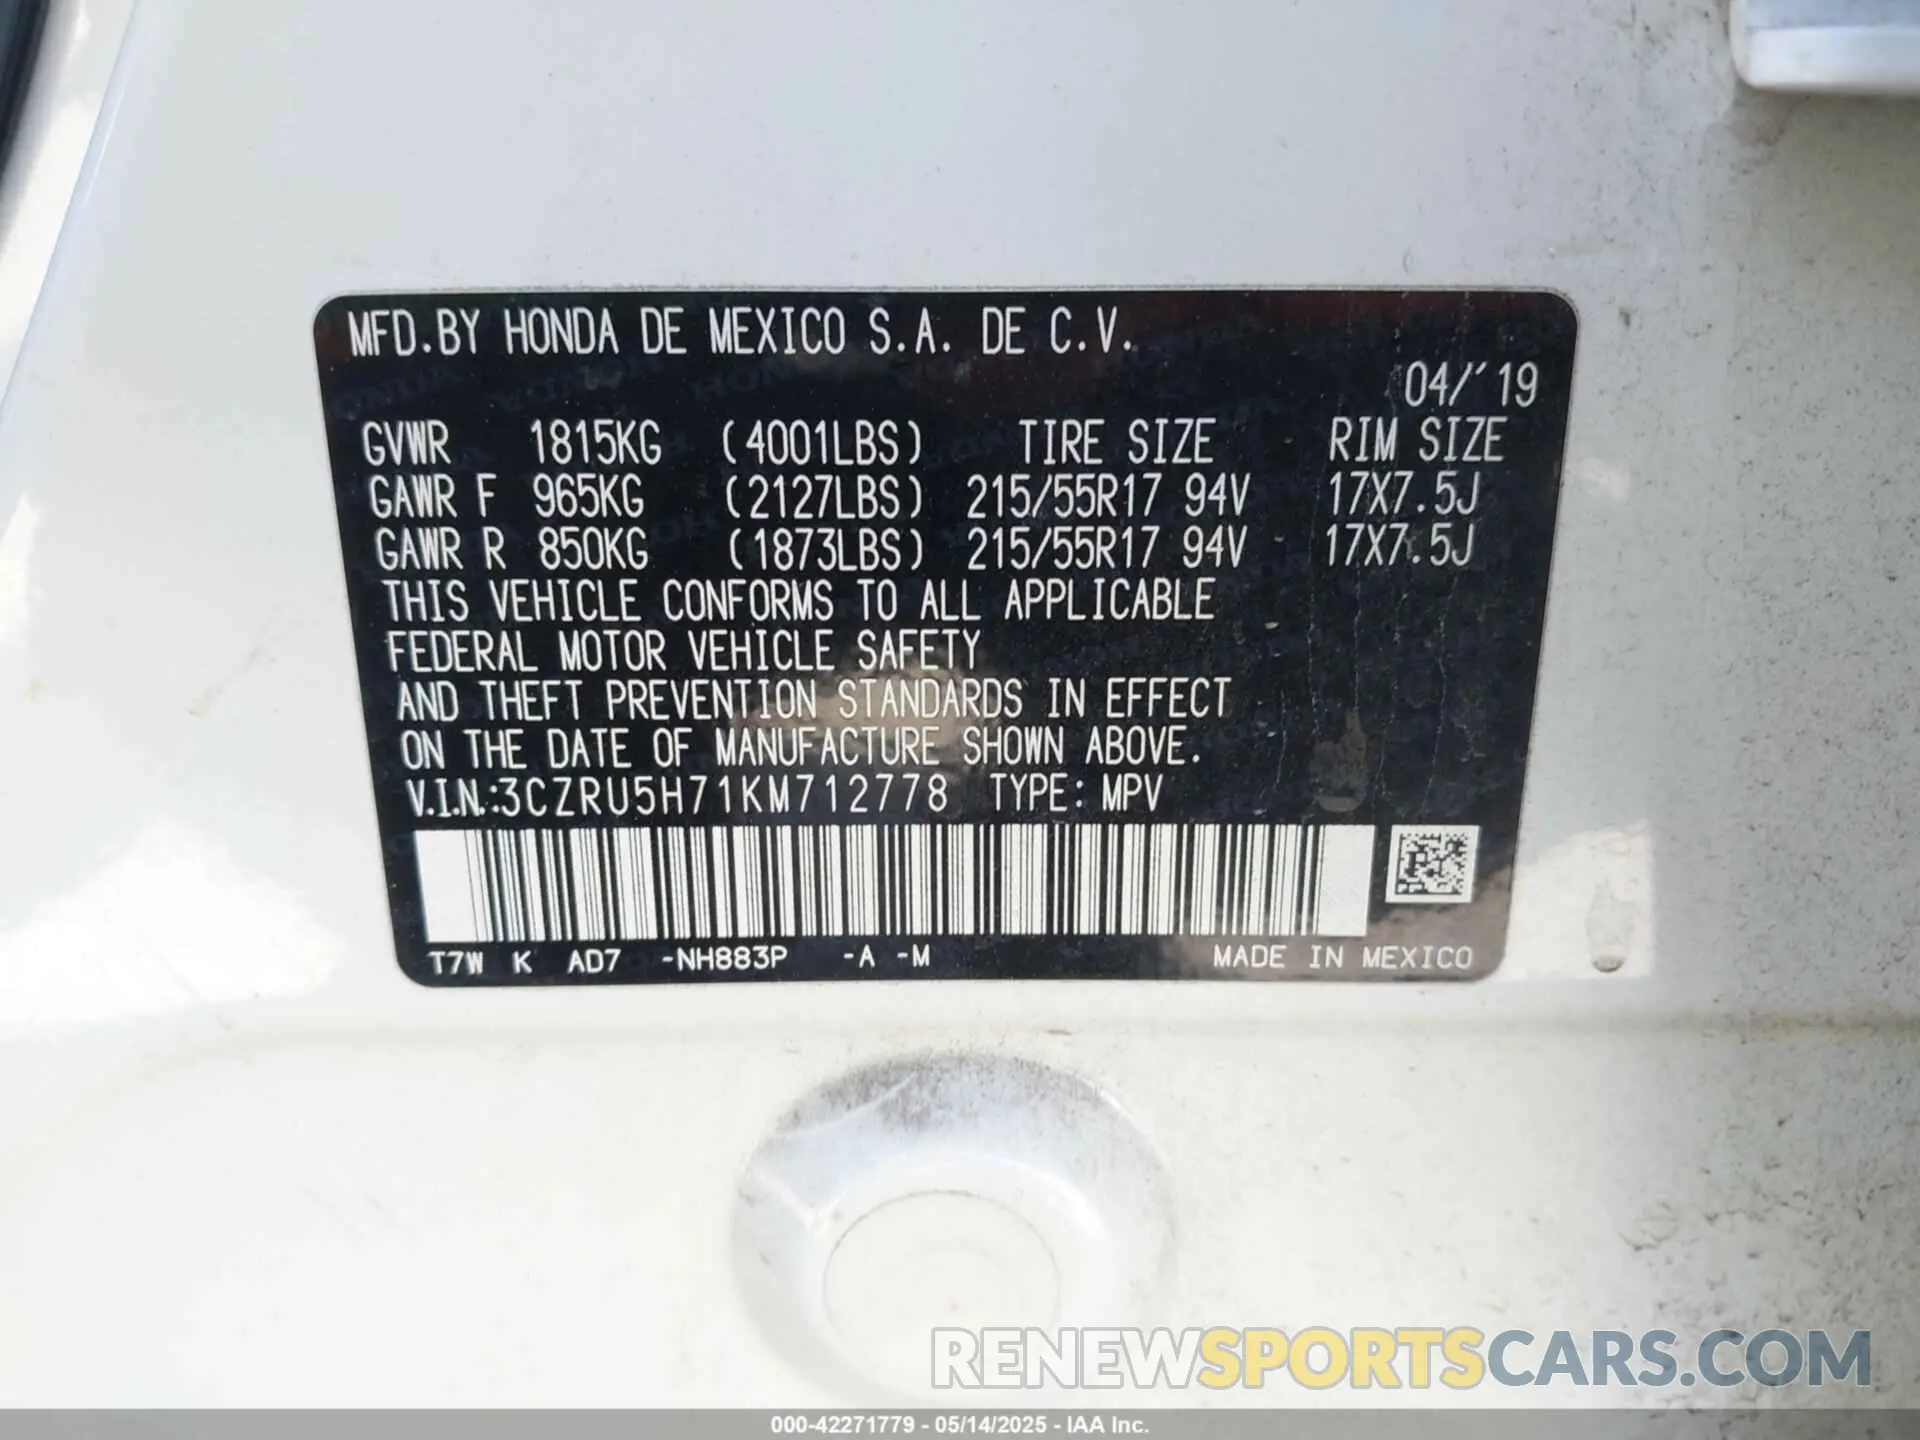 MFD.BY HONDA DE MEXICO S.A. DE C.V.
04/'19
GVWR 1815KG (4001LBS) TIRE SIZE RIM SIZE
GAWR F 965KG (2127LBS) 215/55R17 94V 17X7.5J
GAWR R 850KG (1873LBS) 215/55R17 94V 17X7.5J
THIS VEHICLE CONFORMS TO ALL APPLICABLE
FEDERAL MOTOR VEHICLE SAFETY
AND THEFT PREVENTION STANDARDS IN EFFECT
ON THE DATE OF MANUFACTURE SHOWN ABOVE.
V.I.N.:3CZRU5H71KM712778 TYPE: MPV
T7W K AD7 -NH883P -A -M MADE IN MEXICO
RENEWSPORTSCARS.COM
000-42271779 - 05/14/2025 - IAA Inc.